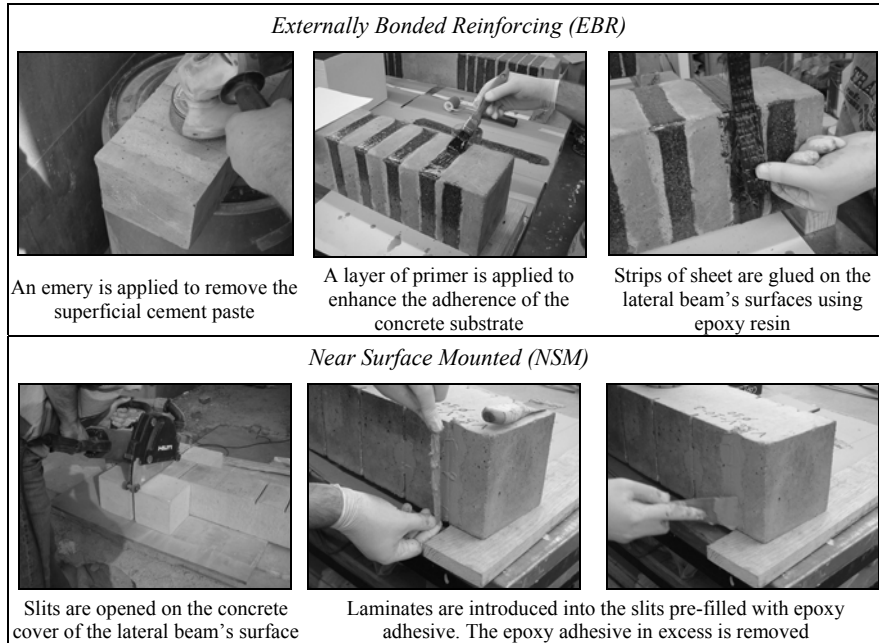 Externally Bonded Reinforcing (EBR)
An emery is applied to remove the
superficial cement paste
A layer of primer is applied to
enhance the adherence of the
concrete substrate
Strips of sheet are glued on the
lateral beam's surfaces using
epoxy resin
Near Surface Mounted (NSM)
Slits are opened on the concrete
cover of the lateral beam's surface
Laminates are introduced into the slits pre-filled with epoxy
adhesive. The epoxy adhesive in excess is removed